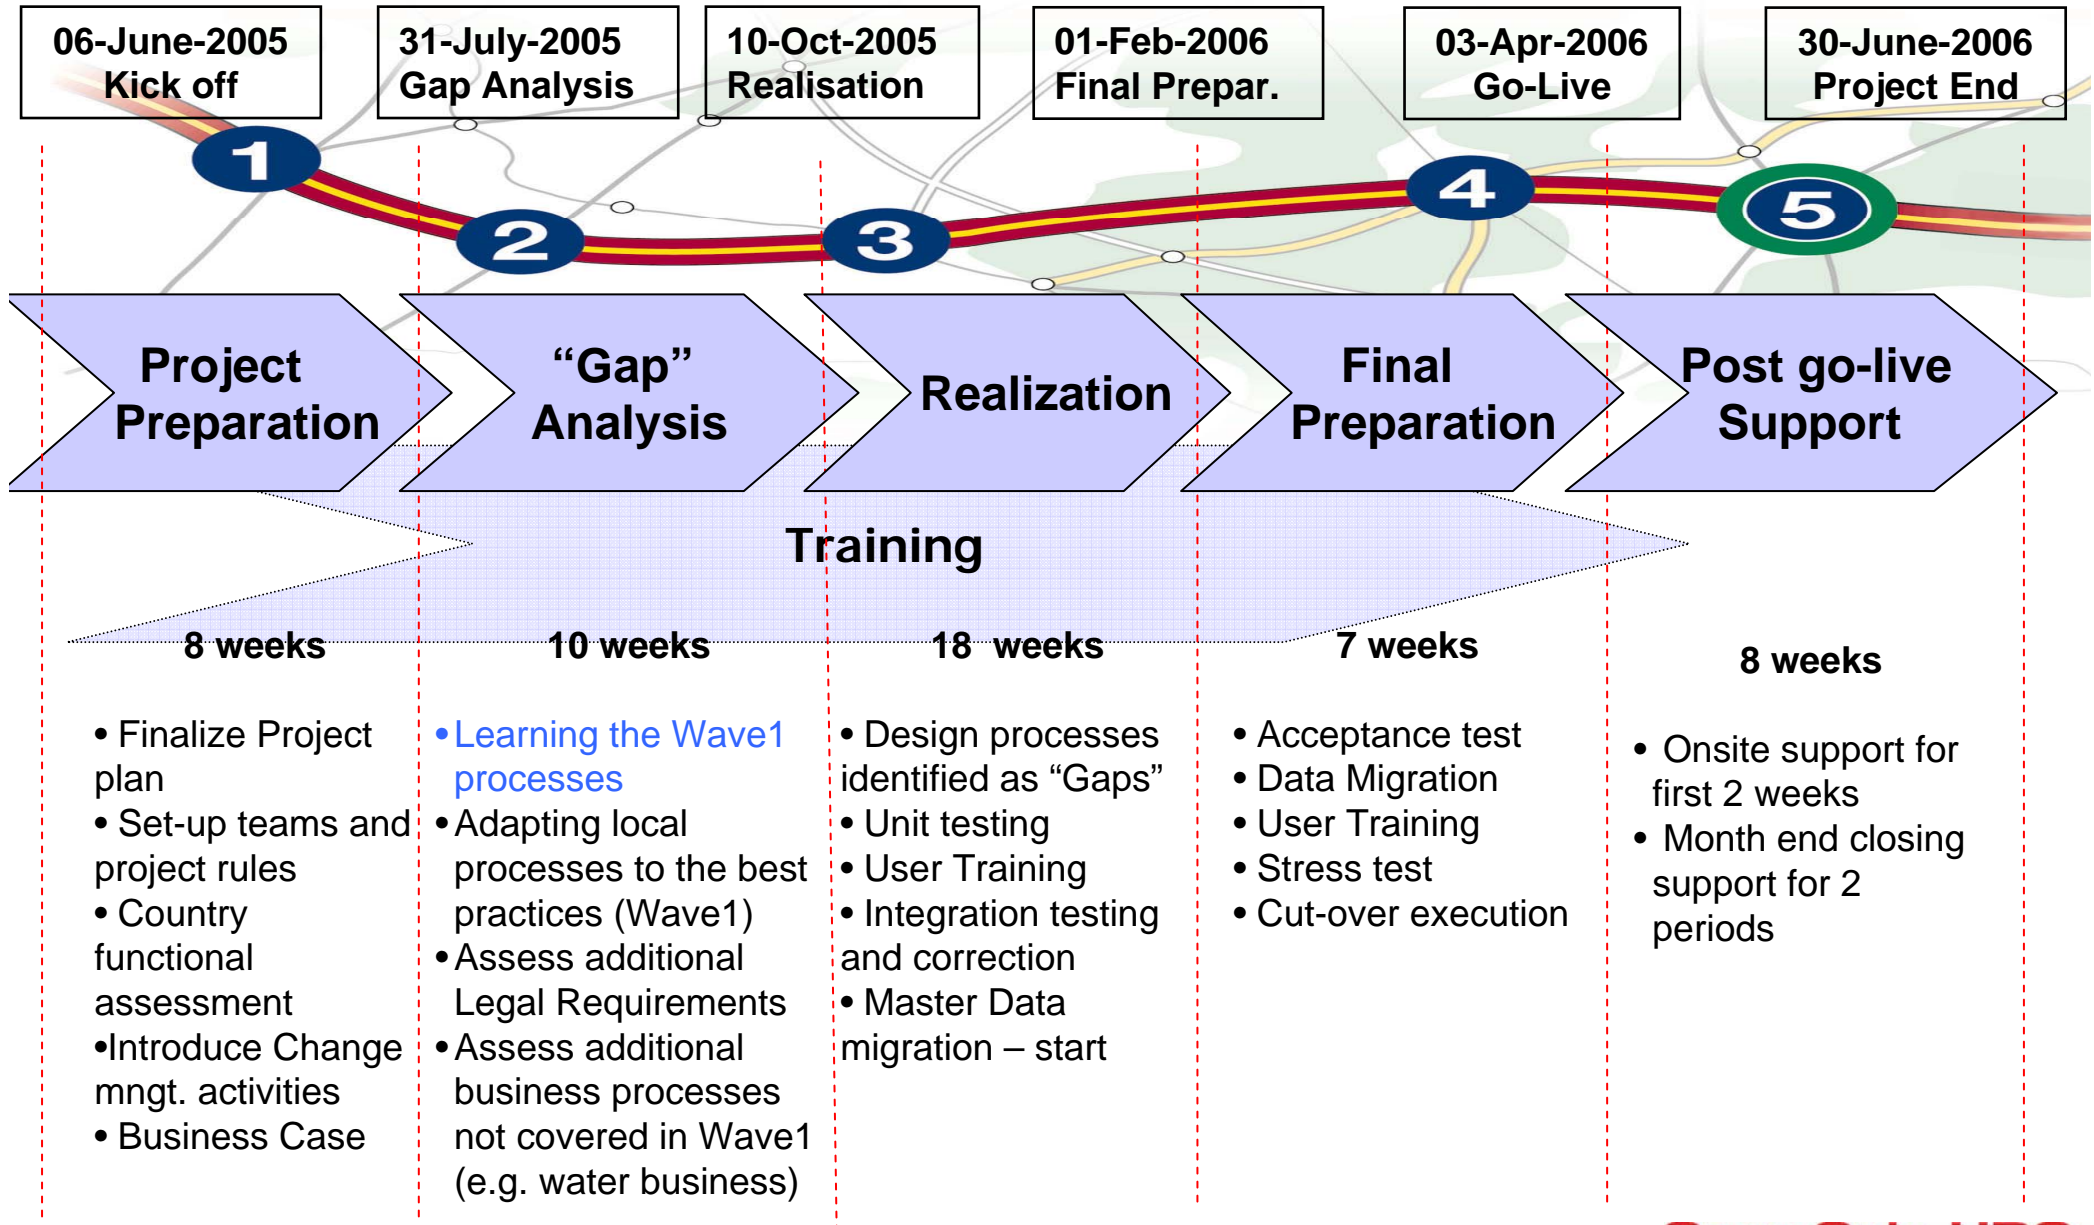 06-June-2005
Kick off
31-July-2005
Gap Analysis
10-Oct-2005
Realisation
01-Feb-2006
Final Prepar.
03-Apr-2006
Go-Live
30-June-2006
Project End
1
2
3
4
5
Project
Preparation
“Gap”
Analysis
Realization
Final
Preparation
Post go-live
Support
Training
8 weeks
• Finalize Project
plan
• Set-up teams and
project rules
• Country
functional
assessment
•Introduce Change
mngt. activities
• Business Case
10 weeks
•Learning the Wave1
processes
•Adapting local
processes to the best
practices (Wave1)
•Assess additional
Legal Requirements
•Assess additional
business processes
not covered in Wave1
(e.g. water business)
18 weeks
• Design processes
identified as “Gaps”
• Unit testing
• User Training
• Integration testing
and correction
• Master Data
migration – start
7 weeks
• Acceptance test
• Data Migration
• User Training
• Stress test
• Cut-over execution
8 weeks
• Onsite support for
first 2 weeks
• Month end closing
support for 2
periods